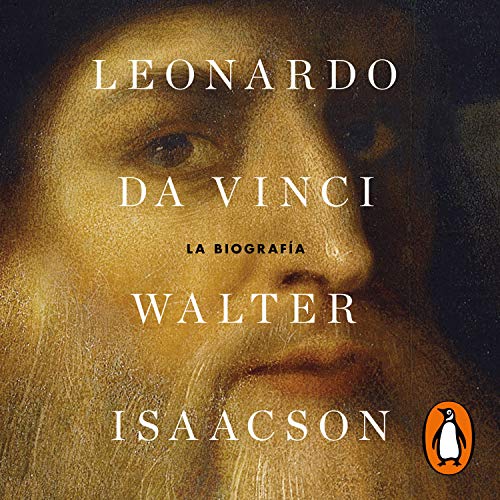 LEONARDO
DA VINCI
LA BIOGRAFÍA
WALTER
ISAACSON